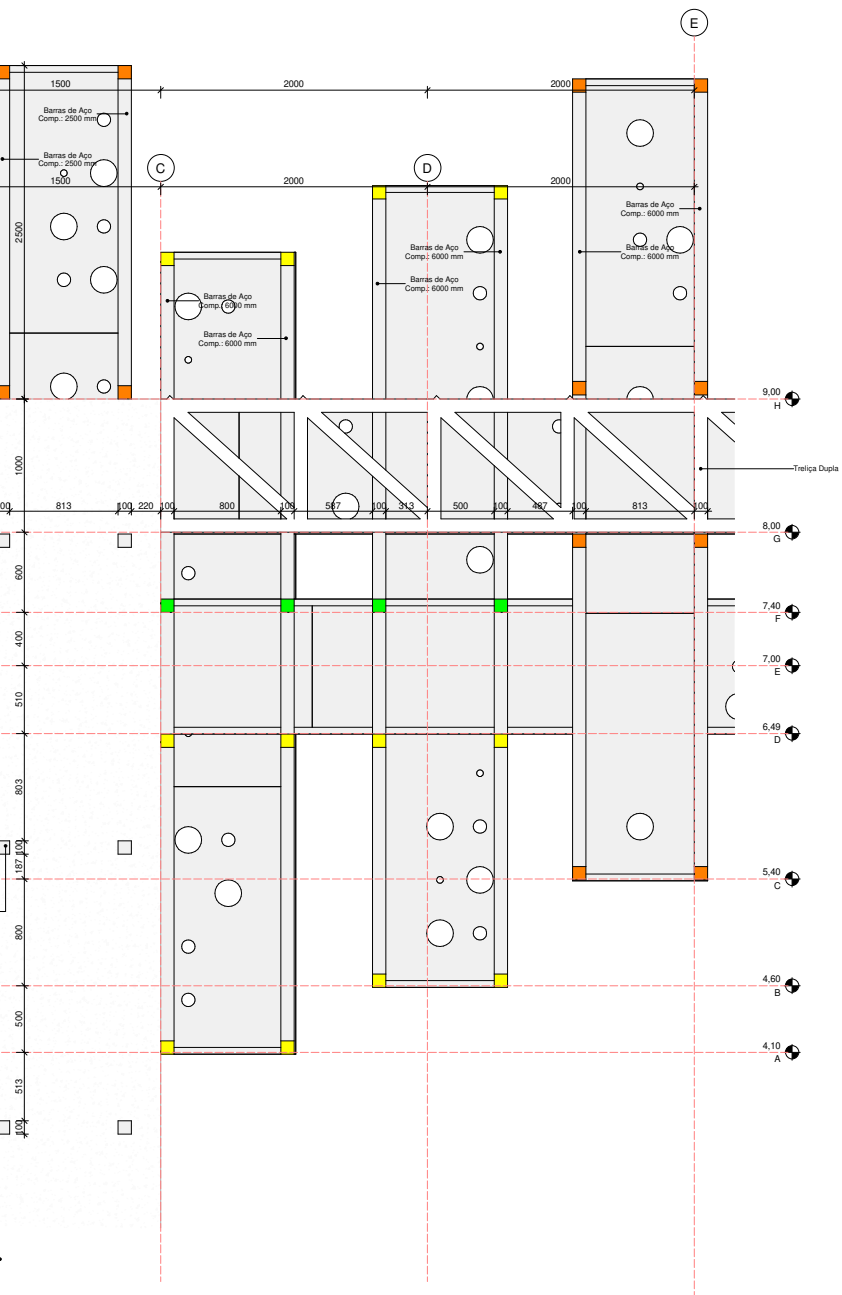 E
1500
2000
2000
Barras de Aço
Comp.: 2500 mm
Barras de Aço
Comp.: 2500 mm
C
D
1500
2000
2000
Barras de Aço
Comp.: 6000 mm
2500
Barras de Aço
Comp.: 6000 mm
Barras de Aço
Comp.: 6000 mm
Barras de Aço
Comp.: 6000 mm
Barras de Aço
Comp.: 6000 mm
Barras de Aço
Comp.: 6000 mm
9,00
H
1000
Treliça Dupla
813
100
220
100
800
100
587
100
313
500
100
487
100
813
100
8,00
G
600
7,40
F
400
7,00
E
510
6,49
D
803
100
187
5,40
C
800
4,60
B
500
4,10
A
513
100